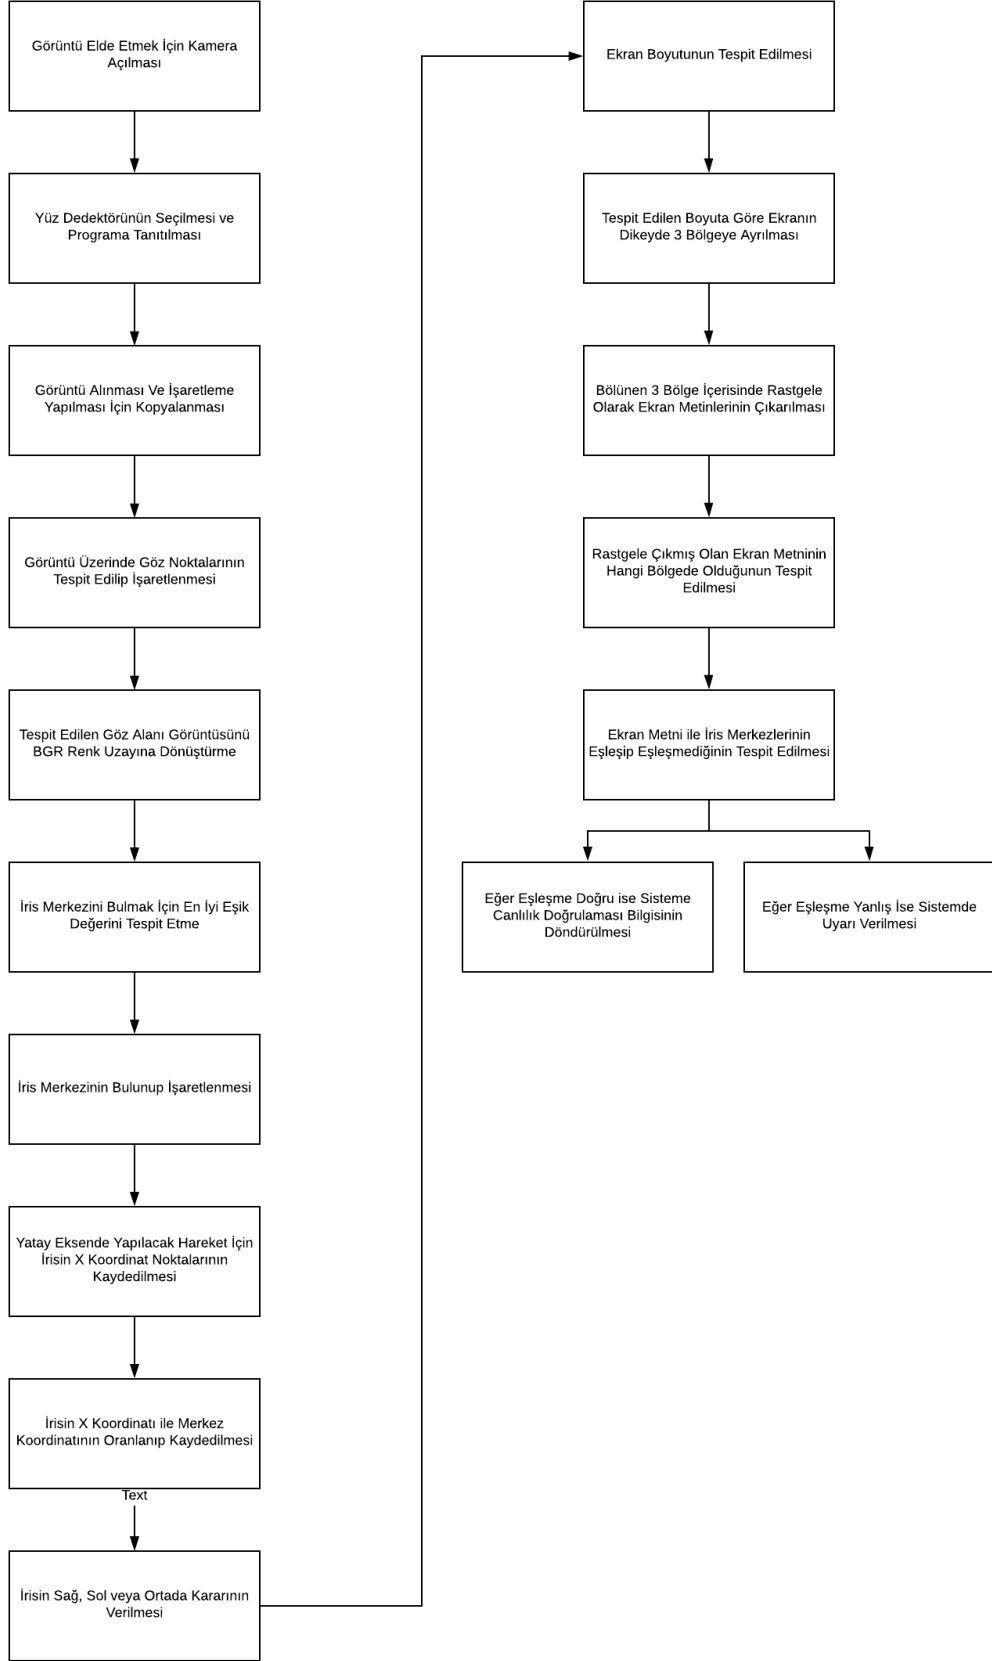 Görüntü Elde Etmek İçin Kamera
Açılması
Yüz Dedektörünün Seçilmesi ve
Programa Tanıtılması
Görüntü Alınması Ve İşaretleme
Yapılması İçin Kopyalanması
Görüntü Üzerinde Göz Noktalarının
Tespit Edilip İşaretlenmesi
Tespit Edilen Göz Alanı Görüntüsünü
BGR Renk Uzayına Dönüştürme
İris Merkezini Bulmak İçin En İyi Eşik
Değerini Tespit Etme
İris Merkezinin Bulunup İşaretlenmesi
Yatay Eksende Yapılacak Hareket İçin
İrisin X Koordinat Noktalarının
Kaydedilmesi
İrisin X Koordinatı ile Merkez
Koordinatının Oranlanıp Kaydedilmesi
Text
İrisin Sağ, Sol veya Ortada Kararının
Verilmesi
Ekran Boyutunun Tespit Edilmesi
Tespit Edilen Boyuta Göre Ekranın
Dikeyde 3 Bölgeye Ayrılması
Bölünen 3 Bölge İçerisinde Rastgele
Olarak Ekran Metinlerinin Çıkarılması
Rastgele Çıkmış Olan Ekran Metninin
Hangi Bölgede Olduğunun Tespit
Edilmesi
Ekran Metni ile İris Merkezlerinin
Eşleşip Eşleşmediğinin Tespit Edilmesi
Eğer Eşleşme Doğru ise Sisteme
Canlılık Doğrulaması Bilgisinin
Döndürülmesi
Eğer Eşleşme Yanlış İse Sistemde
Uyarı Verilmesi